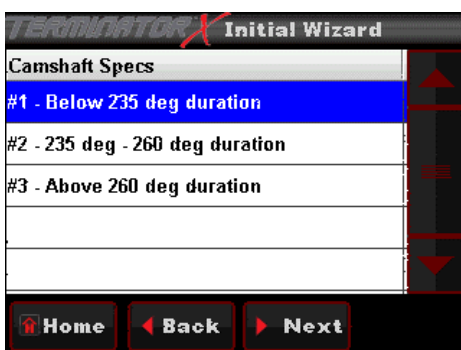 TERMINATOR X Initial Wizard
Camshaft Specs
#1 - Below 235 deg duration
#2 - 235 deg - 260 deg duration
#3 - Above 260 deg duration
Home Back Next